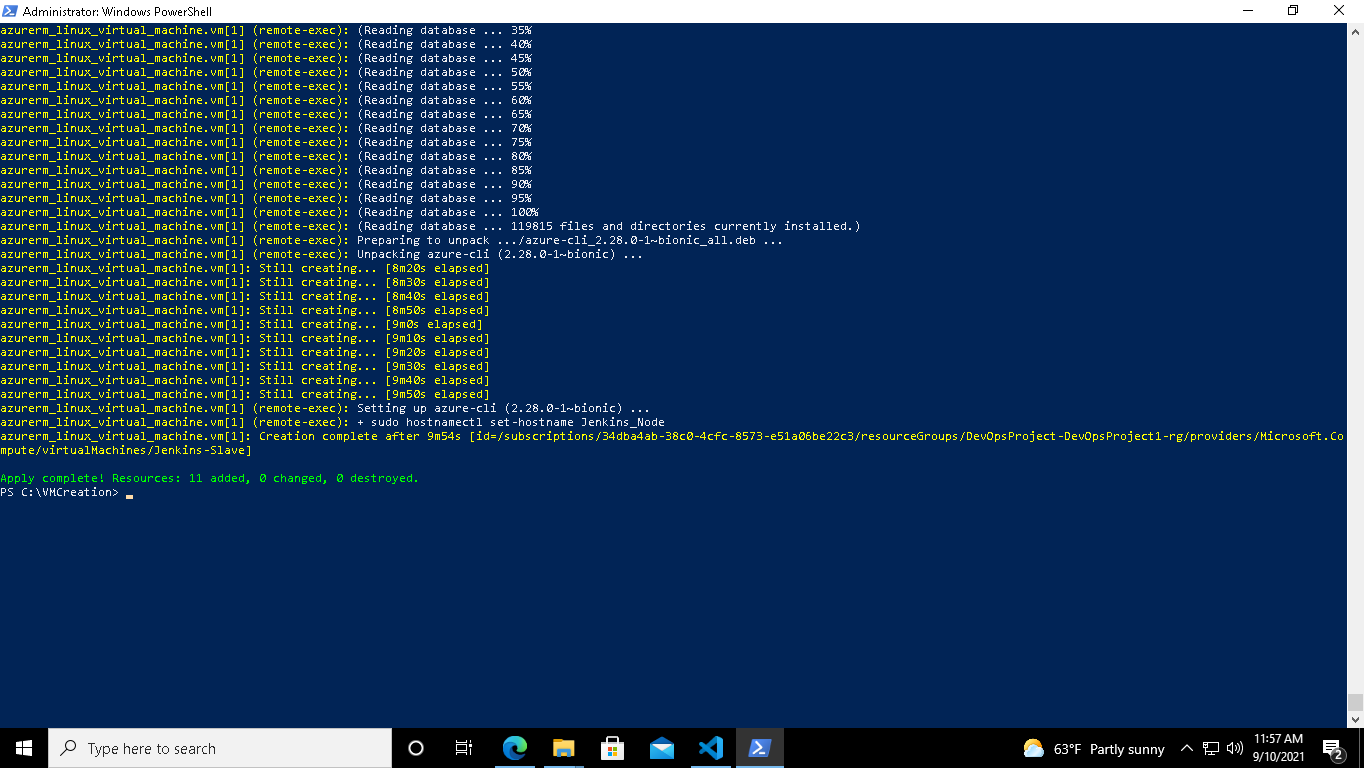 Administrator: Windows PowerShell
azurerm_linux_virtual_machine.vm[1] (remote-exec): (Reading database ... 35%
azurerm_linux_virtual_machine.vm[1] (remote-exec): (Reading database ... 40%
azurerm_linux_virtual_machine.vm[1] (remote-exec): (Reading database ... 45%
azurerm_linux_virtual_machine.vm[1] (remote-exec): (Reading database ... 50%
azurerm_linux_virtual_machine.vm[1] (remote-exec): (Reading database ... 55%
azurerm_linux_virtual_machine.vm[1] (remote-exec): (Reading database ... 60%
azurerm_linux_virtual_machine.vm[1] (remote-exec): (Reading database ... 65%
azurerm_linux_virtual_machine.vm[1] (remote-exec): (Reading database ... 70%
azurerm_linux_virtual_machine.vm[1] (remote-exec): (Reading database ... 75%
azurerm_linux_virtual_machine.vm[1] (remote-exec): (Reading database ... 80%
azurerm_linux_virtual_machine.vm[1] (remote-exec): (Reading database ... 85%
azurerm_linux_virtual_machine.vm[1] (remote-exec): (Reading database ... 90%
azurerm_linux_virtual_machine.vm[1] (remote-exec): (Reading database ... 95%
azurerm_linux_virtual_machine.vm[1] (remote-exec): (Reading database ... 100%
azurerm_linux_virtual_machine.vm[1] (remote-exec): (Reading database ... 119815 files and directories currently installed.)
azurerm_linux_virtual_machine.vm[1] (remote-exec): Preparing to unpack .../azure-cli_2.28.0-1~bionic_all.deb ...
azurerm_linux_virtual_machine.vm[1] (remote-exec): Unpacking azure-cli (2.28.0-1~bionic) ...
azurerm_linux_virtual_machine.vm[1]: Still creating... [8m20s elapsed]
azurerm_linux_virtual_machine.vm[1]: Still creating... [8m30s elapsed]
azurerm_linux_virtual_machine.vm[1]: Still creating... [8m40s elapsed]
azurerm_linux_virtual_machine.vm[1]: Still creating... [8m50s elapsed]
azurerm_linux_virtual_machine.vm[1]: Still creating... [9m0s elapsed]
azurerm_linux_virtual_machine.vm[1]: Still creating... [9m10s elapsed]
azurerm_linux_virtual_machine.vm[1]: Still creating... [9m20s elapsed]
azurerm_linux_virtual_machine.vm[1]: Still creating... [9m30s elapsed]
azurerm_linux_virtual_machine.vm[1]: Still creating... [9m40s elapsed]
azurerm_linux_virtual_machine.vm[1]: Still creating... [9m50s elapsed]
azurerm_linux_virtual_machine.vm[1] (remote-exec): Setting up azure-cli (2.28.0-1~bionic) ...
azurerm_linux_virtual_machine.vm[1] (remote-exec): + sudo hostnamectl set-hostname Jenkins_Node
azurerm_linux_virtual_machine.vm[1]: Creation complete after 9m54s [id=/subscriptions/34dba4ab-38c0-4cfc-8573-e51a06be22c3/resourceGroups/DevOpsProject-DevOpsProject1-rg/providers/Microsoft.Co
mpute/virtualMachines/Jenkins-Slave]
Apply complete! Resources: 11 added, 0 changed, 0 destroyed.
PS C:\VMCreation>
Type here to search
63°F Partly sunny
11:57 AM
9/10/2021
2